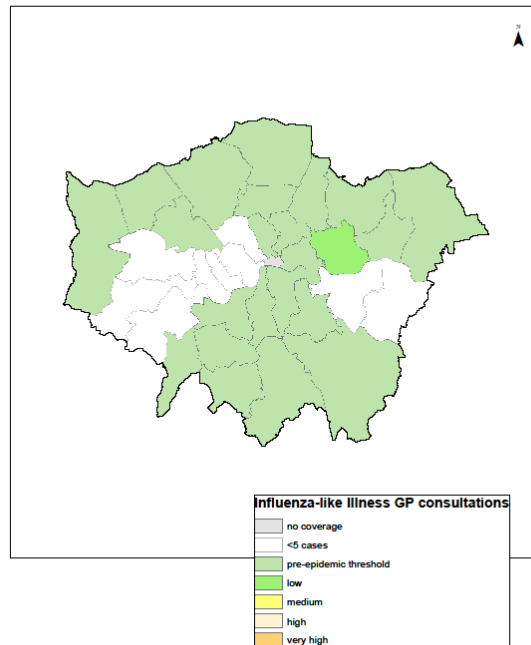 N
Influenza-like Illness GP consultations
no coverage
<5 cases
pre-epidemic threshold
low
medium
high
very high